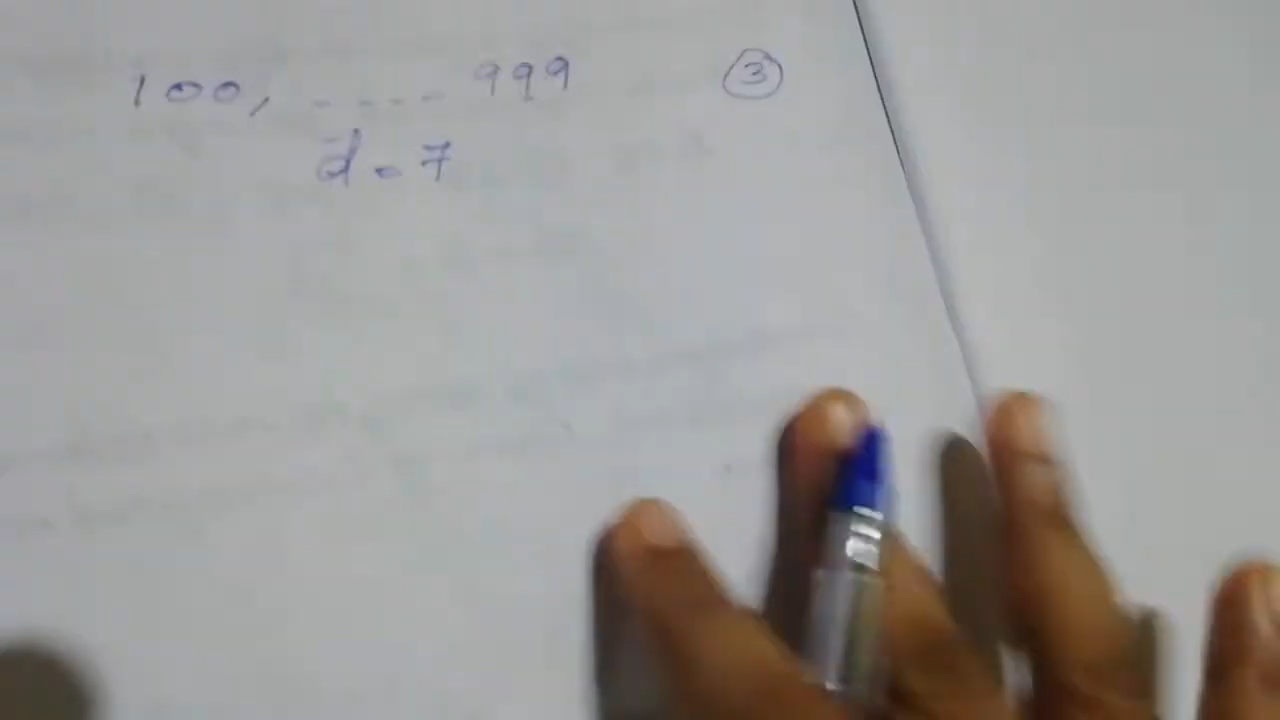 100, ---- 999 ③
d = 7